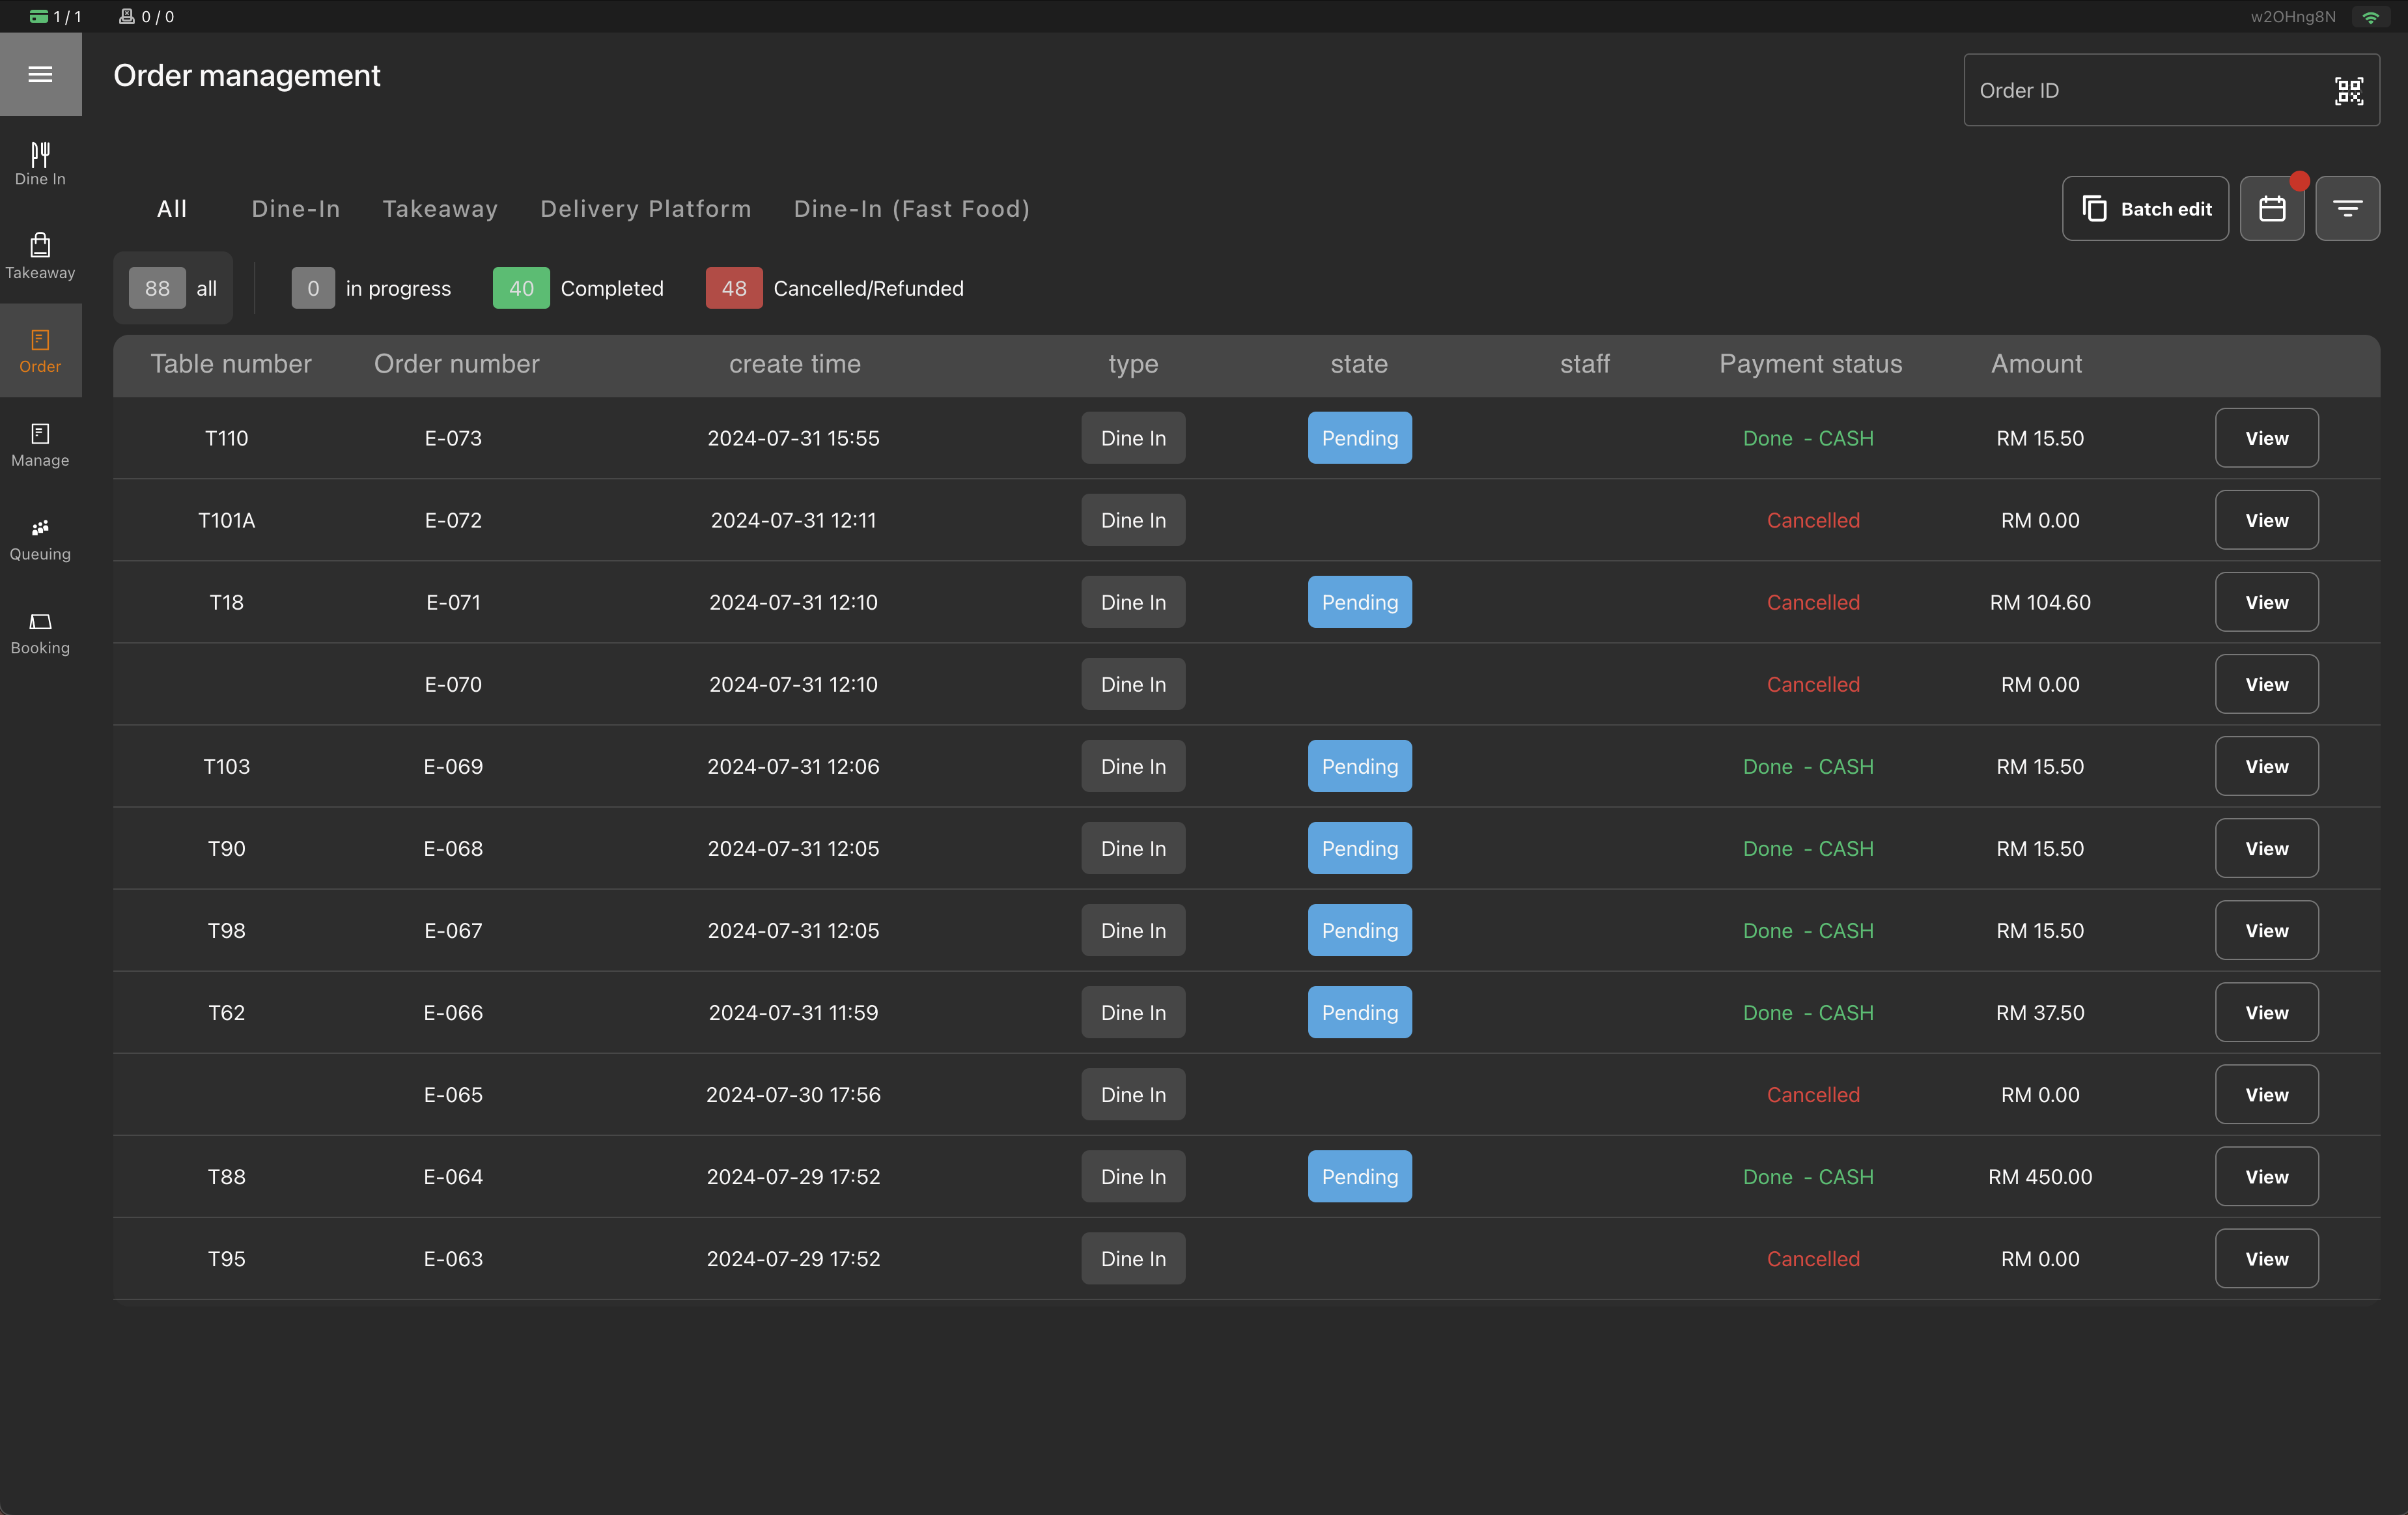 1 / 1 0 / 0 w2OHng8N
Order management
Order ID
Dine In
Takeaway
Order
Manage
Queuing
Booking
All Dine-In Takeaway Delivery Platform Dine-In (Fast Food)
Batch edit
88 all 0 in progress 40 Completed 48 Cancelled/Refunded
Table number Order number create time type state staff Payment status Amount
T110 E-073 2024-07-31 15:55 Dine In Pending Done - CASH RM 15.50 View
T101A E-072 2024-07-31 12:11 Dine In Cancelled RM 0.00 View
T18 E-071 2024-07-31 12:10 Dine In Pending Cancelled RM 104.60 View
E-070 2024-07-31 12:10 Dine In Cancelled RM 0.00 View
T103 E-069 2024-07-31 12:06 Dine In Pending Done - CASH RM 15.50 View
T90 E-068 2024-07-31 12:05 Dine In Pending Done - CASH RM 15.50 View
T98 E-067 2024-07-31 12:05 Dine In Pending Done - CASH RM 15.50 View
T62 E-066 2024-07-31 11:59 Dine In Pending Done - CASH RM 37.50 View
E-065 2024-07-30 17:56 Dine In Cancelled RM 0.00 View
T88 E-064 2024-07-29 17:52 Dine In Pending Done - CASH RM 450.00 View
T95 E-063 2024-07-29 17:52 Dine In Cancelled RM 0.00 View